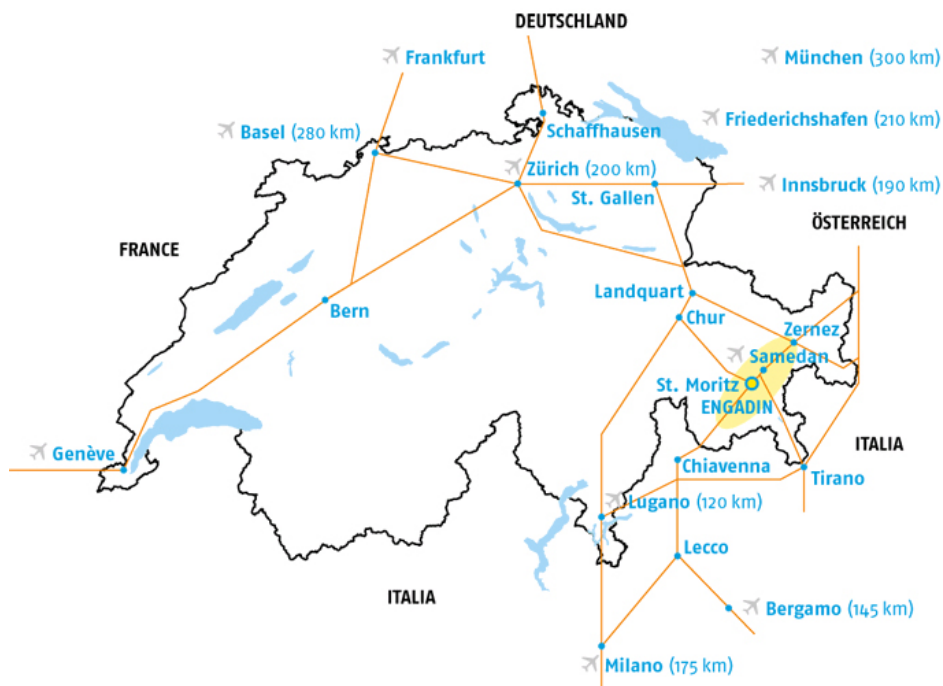 DEUTSCHLAND
Frankfurt
München (300 km)
Basel (280 km)
Schaffhausen
Friederichshafen (210 km)
Zürich (200 km)
Innsbruck (190 km)
St. Gallen
ÖSTERREICH
FRANCE
Landquart
Bern
Chur
Zernez
Samedan
St. Moritz
ENGADIN
Genève
ITALIA
Chiavenna
Tirano
Lugano (120 km)
Lecco
ITALIA
Bergamo (145 km)
Milano (175 km)